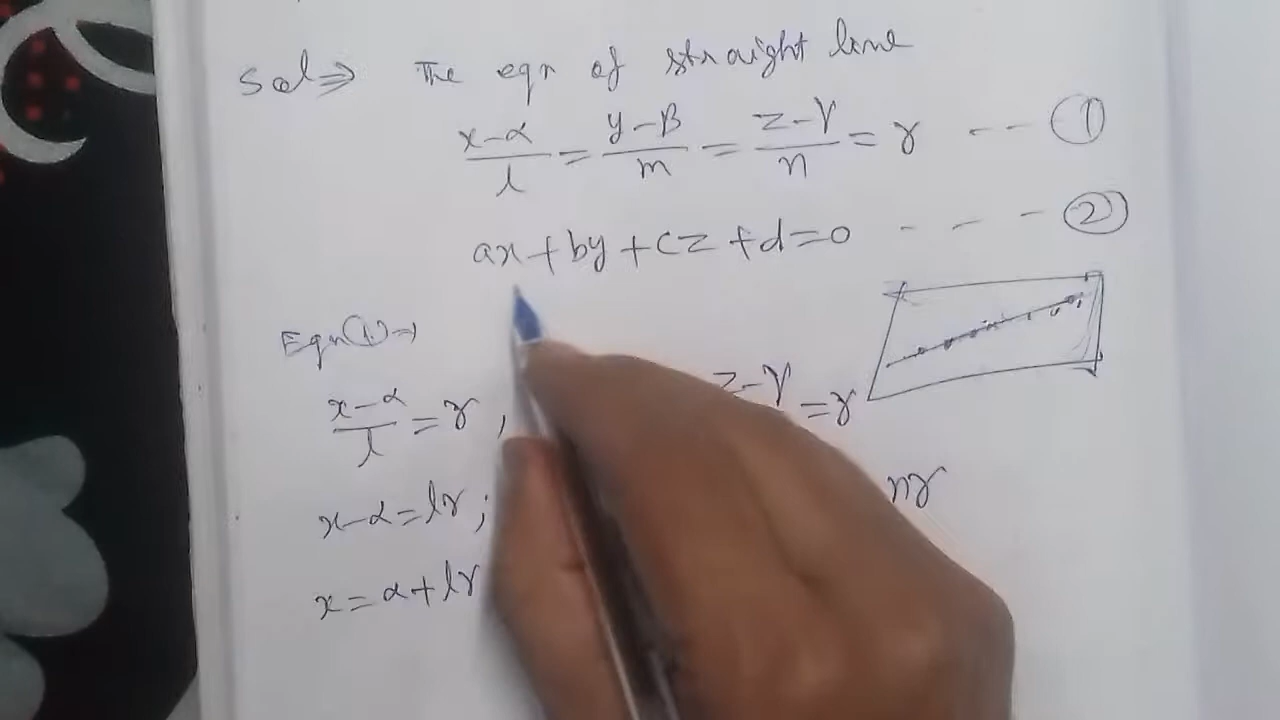 Sol⇒ The eqn of straight line
x-α/l = y-β/m = z-γ/n = r --- ①
ax+by+cz+d=0 - - - ②
Eqn(1)→
x-α/l = r , z-γ = r
x-α=lr; nr
x=α+lr